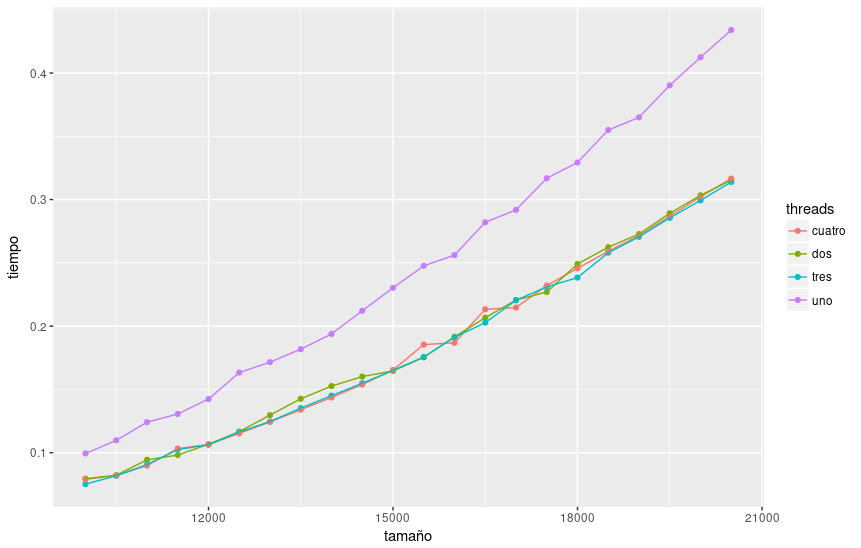 0.4
0.3
0.2
0.1
tiempo
12000
15000
18000
21000
tamaño
threads
cuatro
dos
tres
uno